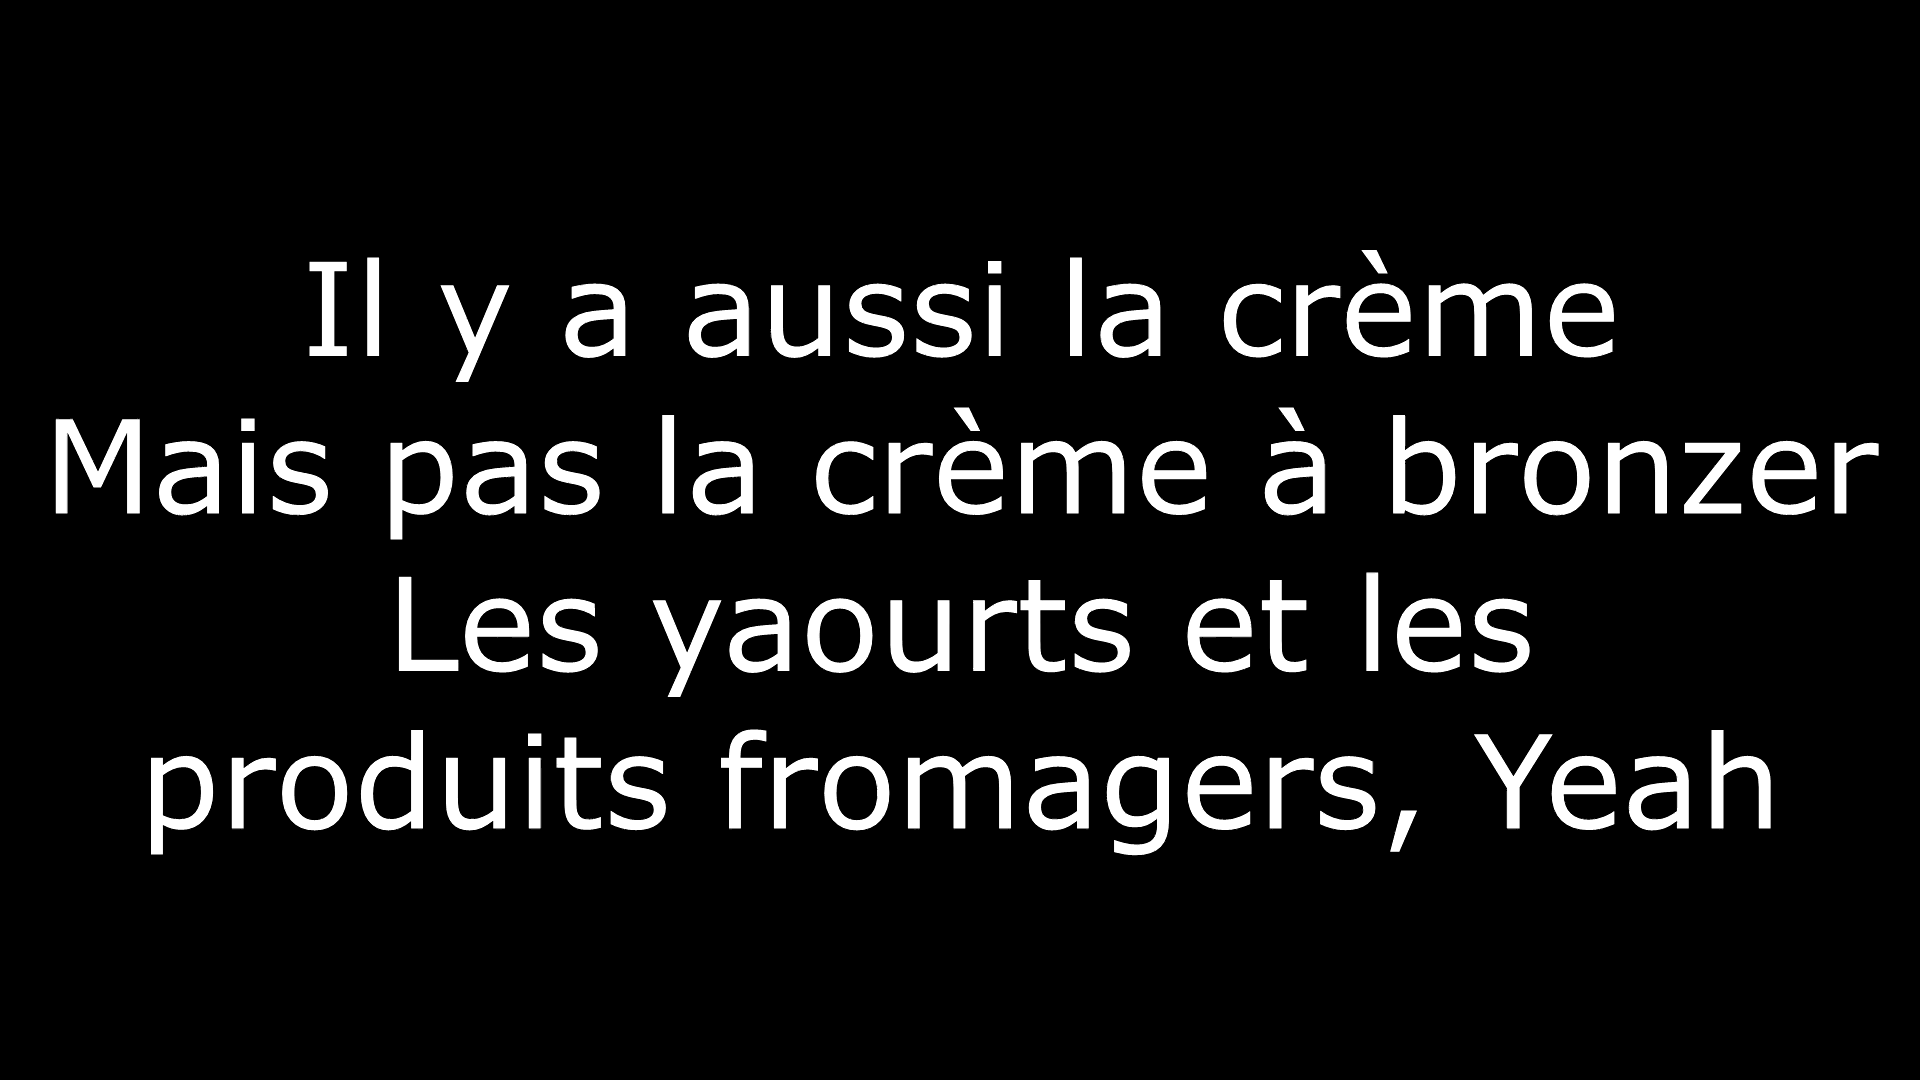 Il y a aussi la crème
Mais pas la crème à bronzer
Les yaourts et les
produits fromagers, Yeah